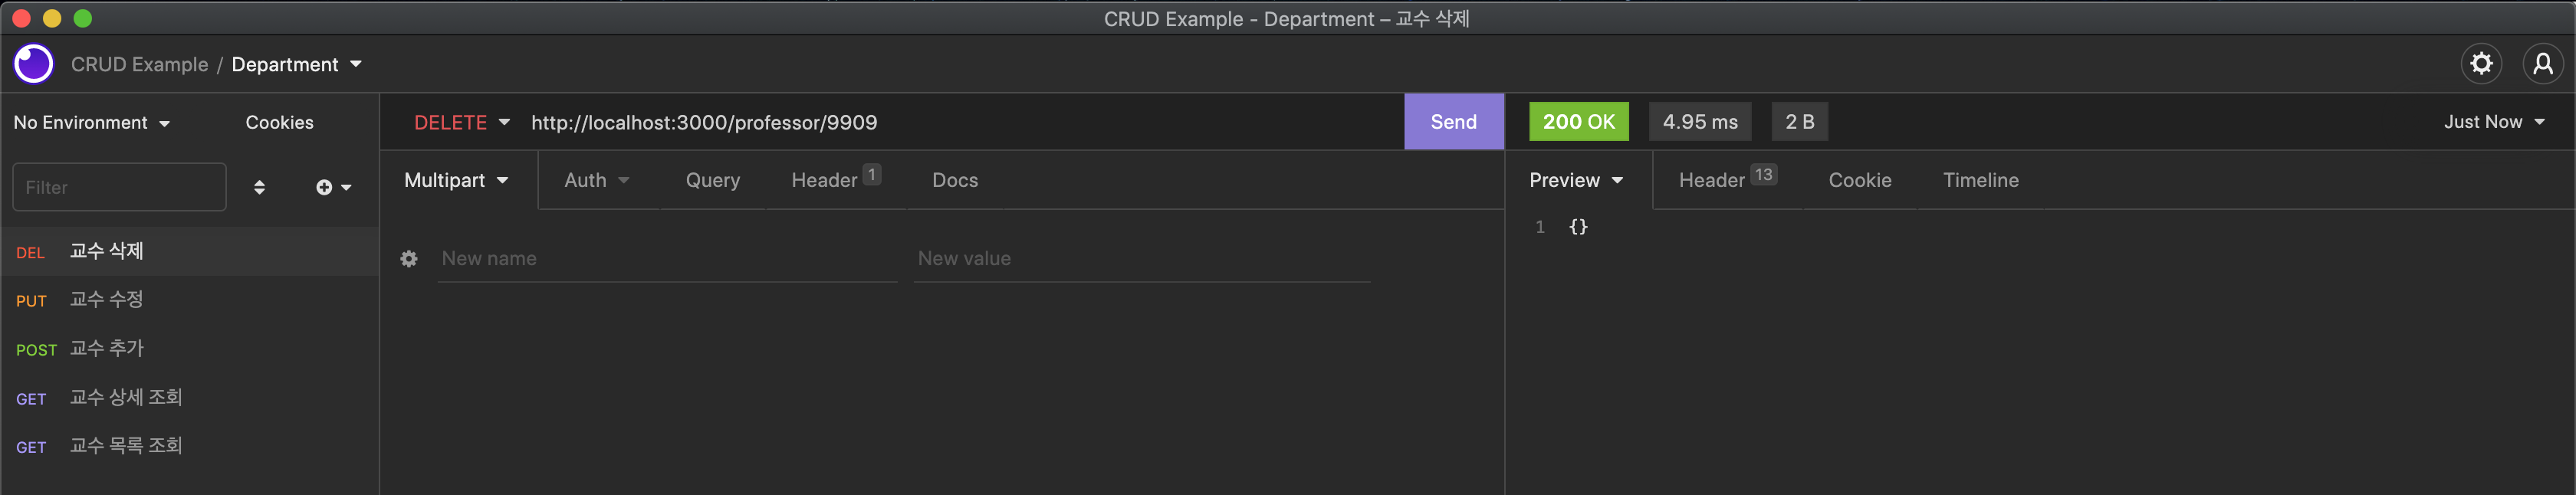 CRUD Example - Department – 교수 삭제
CRUD Example / Department
No Environment Cookies
Filter
DEL 교수 삭제
PUT 교수 수정
POST 교수 추가
GET 교수 상세 조회
GET 교수 목록 조회
DELETE http://localhost:3000/professor/9909 Send
Multipart Auth Query Header 1 Docs
New name New value
200 OK 4.95 ms 2 B Just Now
Preview Header 13 Cookie Timeline
1 {}